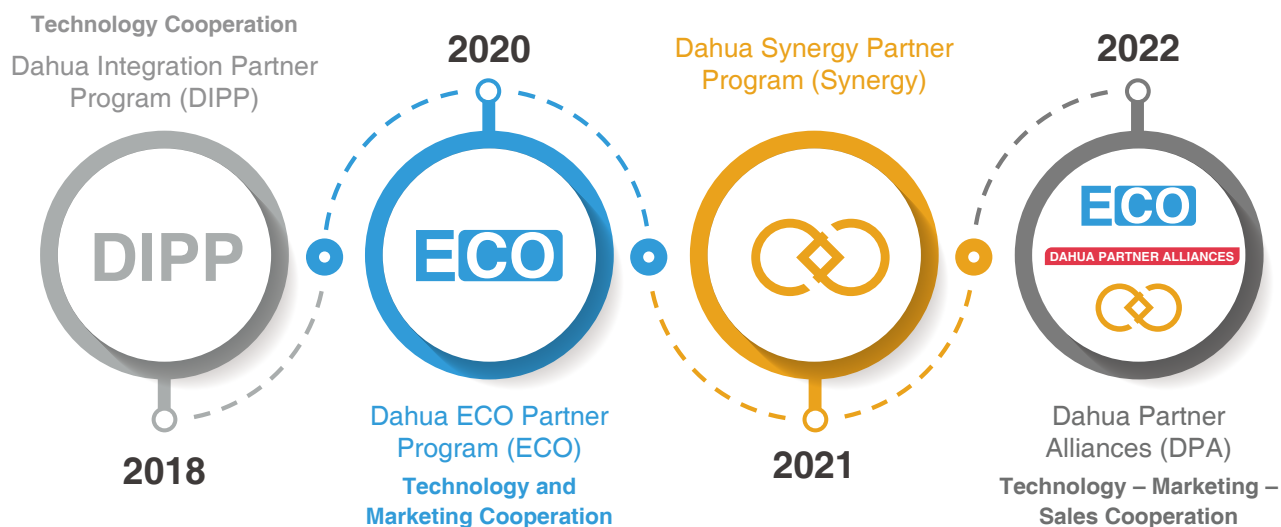 Technology Cooperation
Dahua Integration Partner
Program (DIPP)
DIPP
2018
2020
ECO
Dahua ECO Partner
Program (ECO)
Technology and
Marketing Cooperation
Dahua Synergy Partner
Program (Synergy)
2021
2022
ECO
DAHUA PARTNER ALLIANCES
Dahua Partner
Alliances (DPA)
Technology – Marketing –
Sales Cooperation